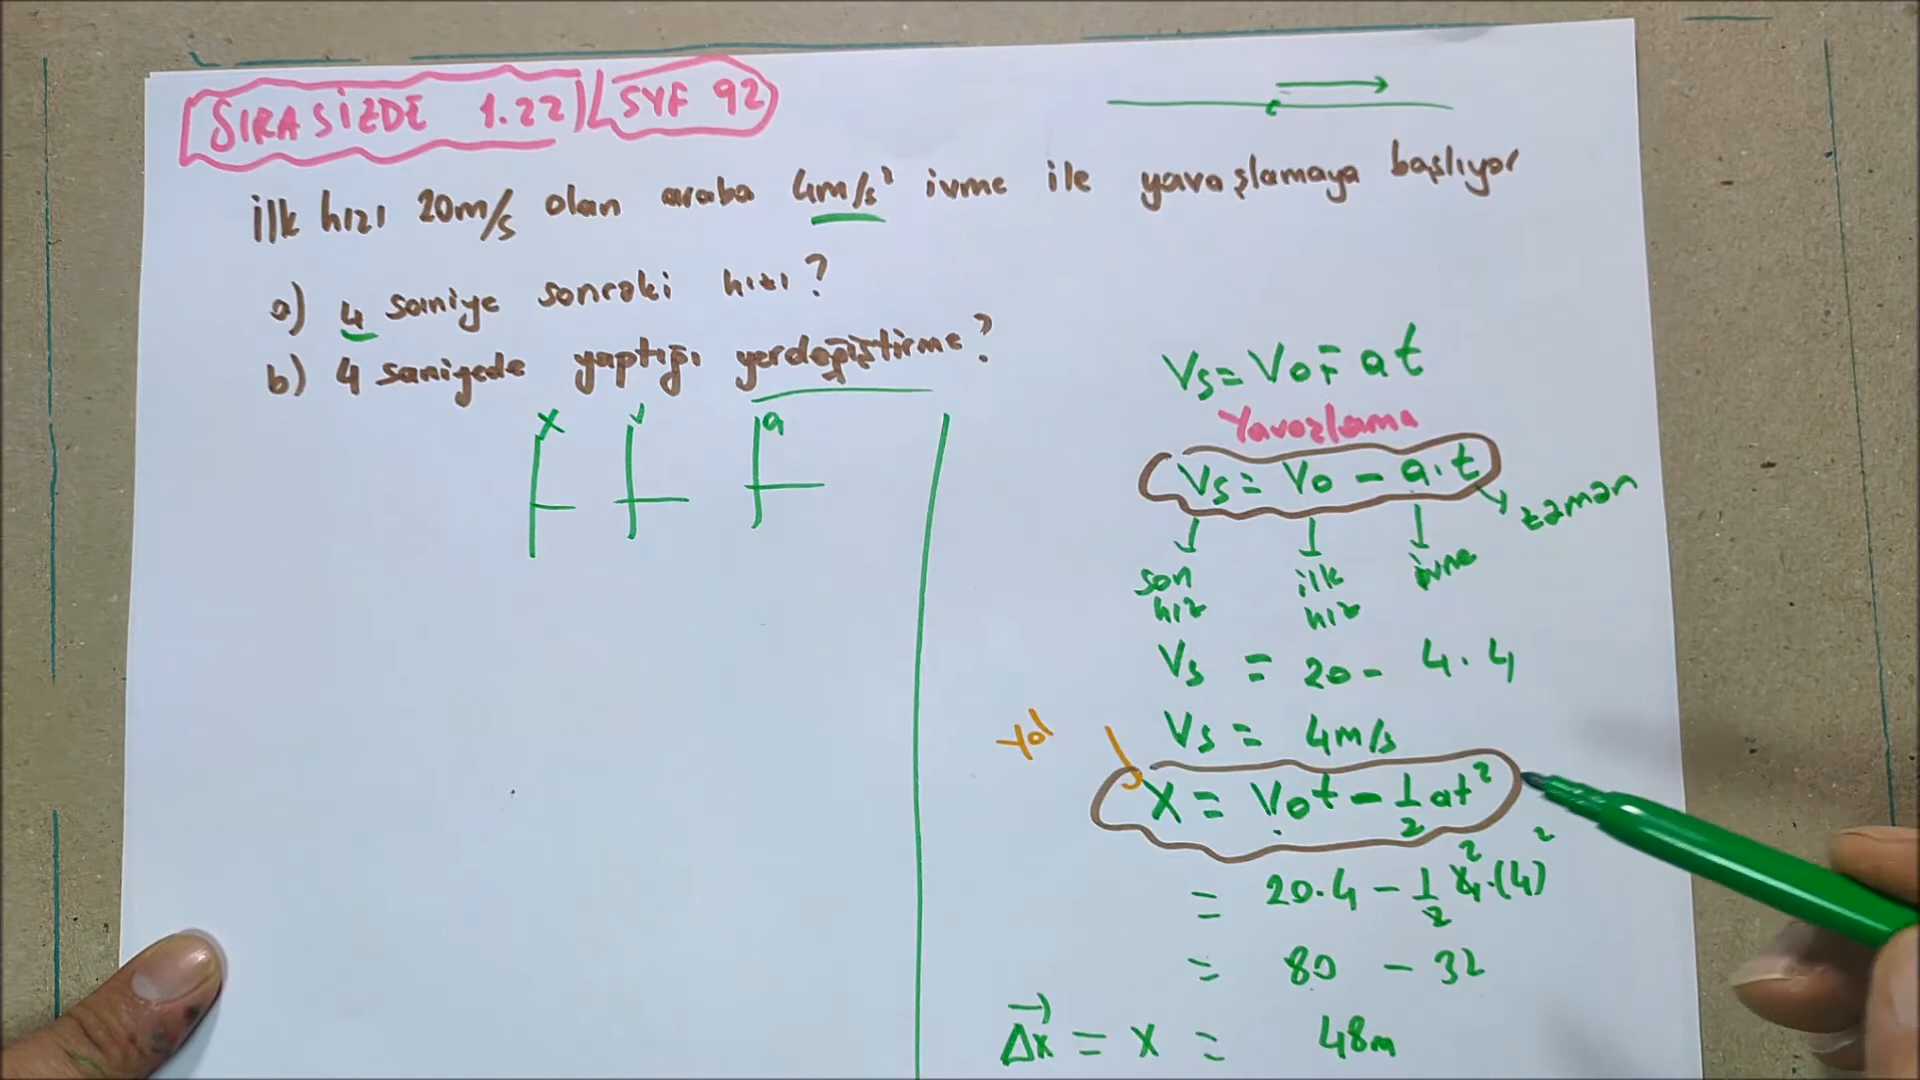 SIRA SİZDE 1.22) SYF 92
ilk hızı 20m/s olan araba 4m/s² ivme ile yavaşlamaya başlıyor
a) 4 saniye sonraki hızı?
b) 4 saniyede yaptığı yerdeğiştirme?
x v a
Vs = Vo ∓ at
Yavaşlama
Vs = Vo - a.t
zaman
son hız
ilk hız
ivme
Vs = 20 - 4.4
Vs = 4m/s
Yol
X = Vot - 1/2 at²
= 20.4 - 1/2 4.(4)²
= 80 - 32
Δx = x = 48m